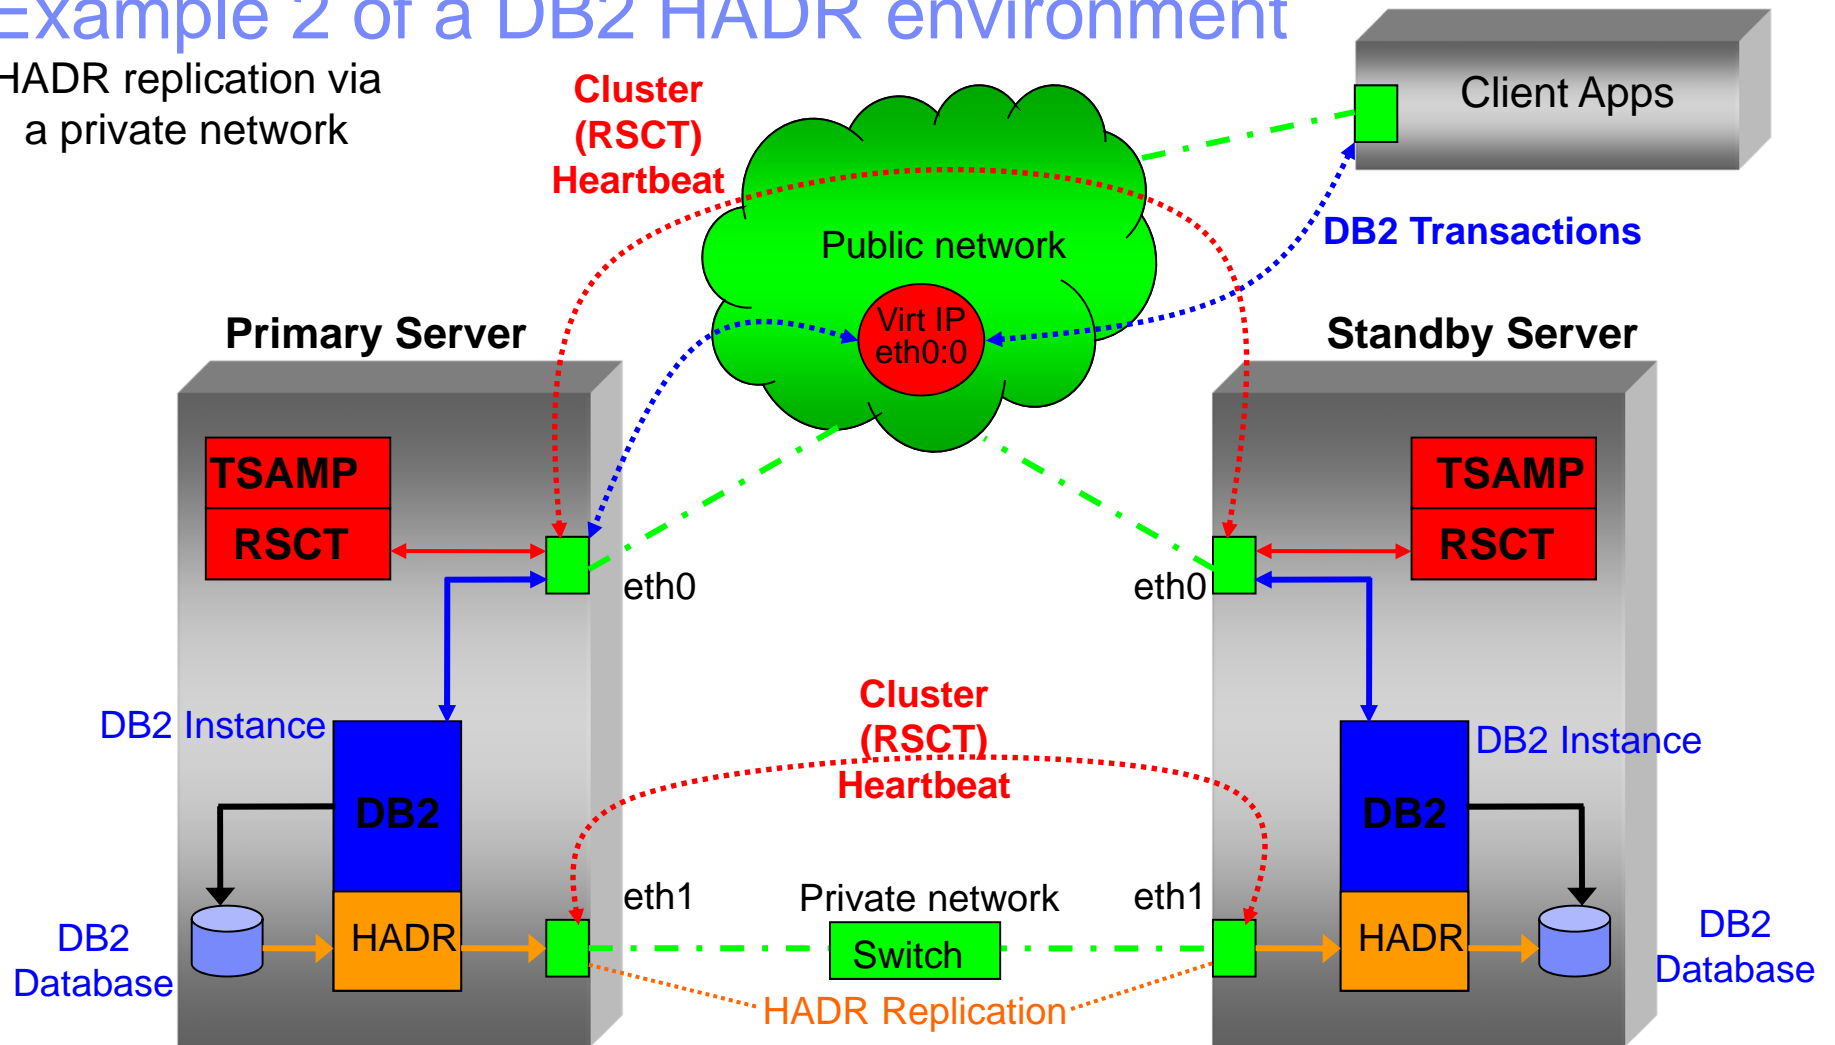 Example 2 of a DB2 HADR environment
HADR replication via
a private network
Cluster
(RSCT)
Heartbeat
Client Apps
Public network
DB2 Transactions
Virt IP
eth0:0
Primary Server
Standby Server
TSAMP
RSCT
TSAMP
RSCT
eth0
eth0
Cluster
(RSCT)
Heartbeat
DB2 Instance
DB2 Instance
DB2
DB2
eth1
Private network
eth1
DB2
Database
HADR
Switch
HADR
DB2
Database
HADR Replication